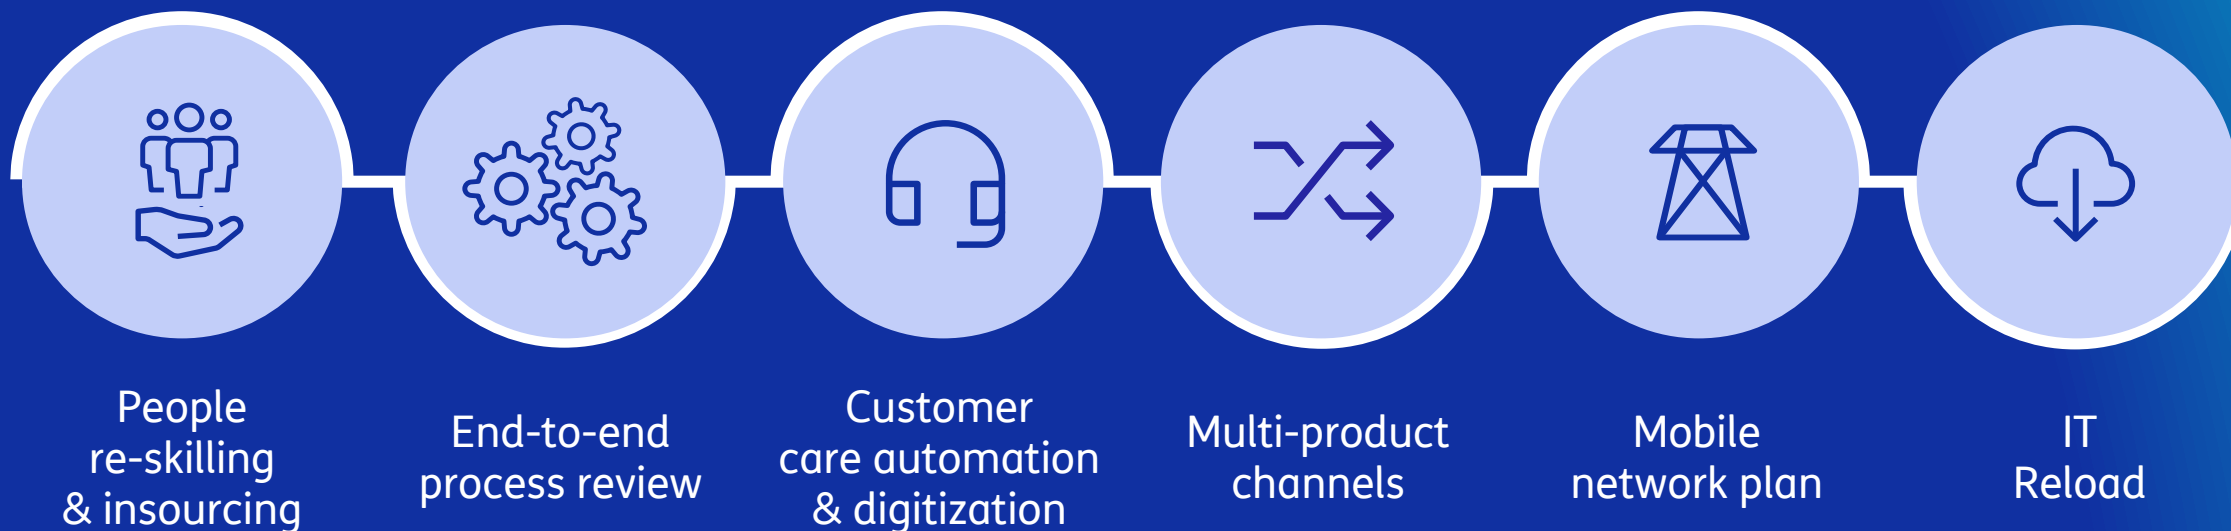 People
re-skilling
& insourcing
End-to-end
process review
Customer
care automation
& digitization
Multi-product
channels
Mobile
network plan
IT
Reload